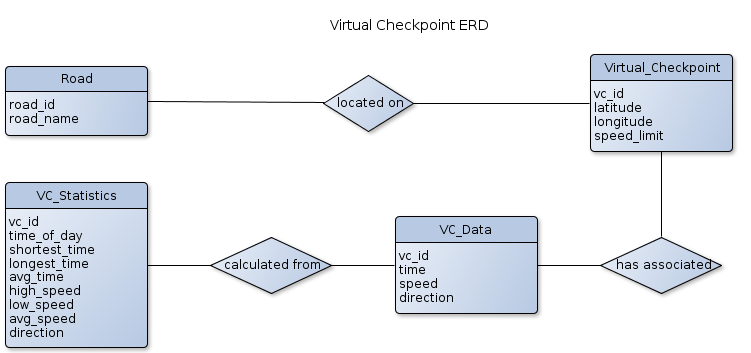 Virtual Checkpoint ERD
Road
road_id
road_name
located on
Virtual_Checkpoint
vc_id
latitude
longitude
speed_limit
VC_Statistics
vc_id
time_of_day
shortest_time
longest_time
avg_time
high_speed
low_speed
avg_speed
direction
calculated from
VC_Data
vc_id
time
speed
direction
has associated